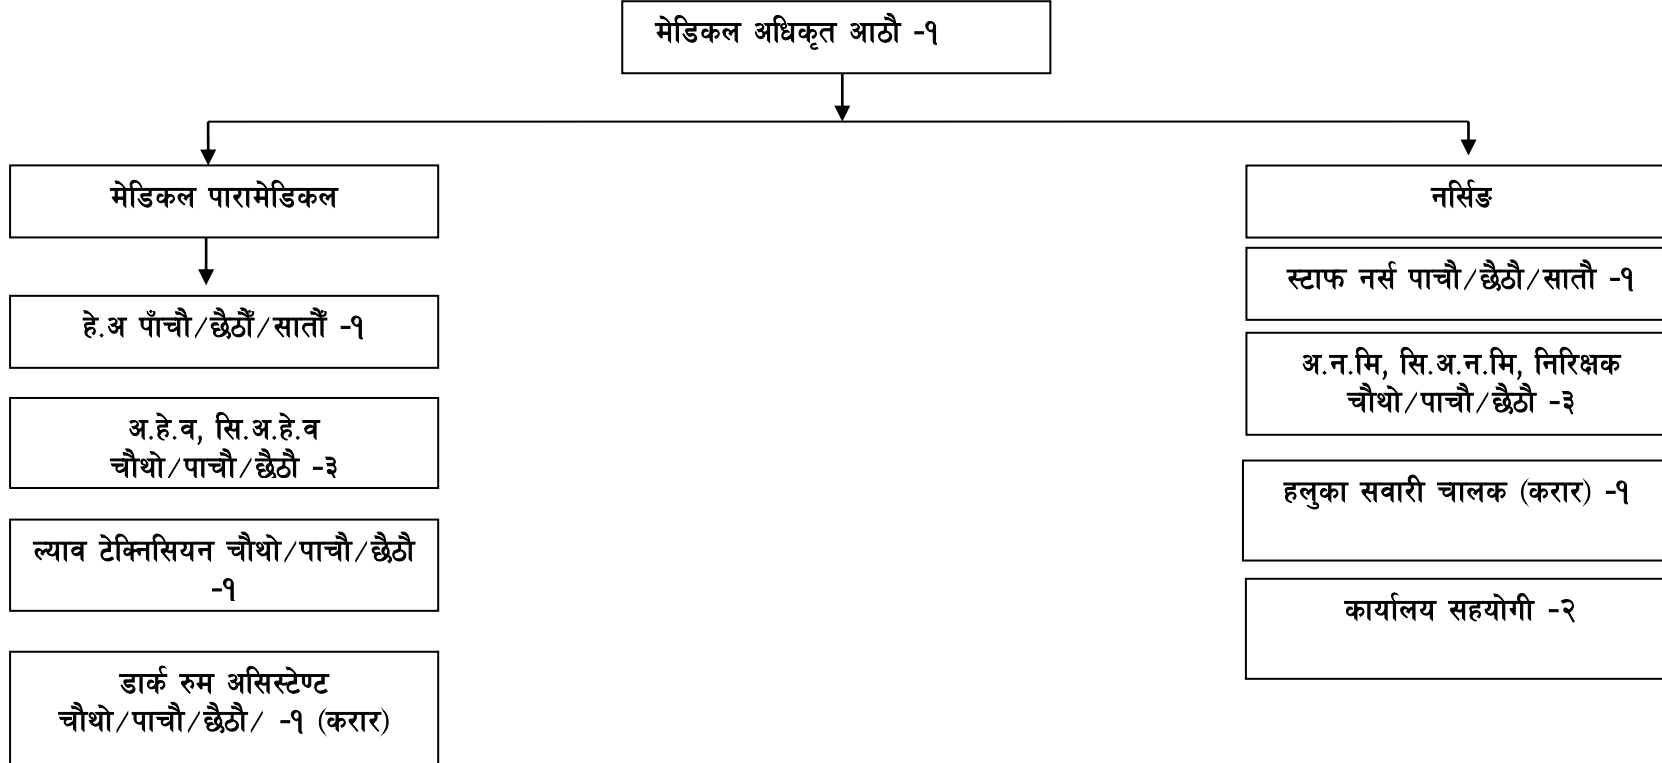 मेडिकल अधिकृत आठौ -१
मेडिकल पारामेडिकल
हे.अ पाँचौ/छैठौँ/सातौँ -१
अ.हे.व, सि.अ.हे.व
चौथो/पाचौ/छैठौ -३
ल्याव टेक्निसियन चौथो/पाचौ/छैठौ
-१
डार्क रुम असिस्टेण्ट
चौथो/पाचौ/छैठौ/ -१ (करार)
नर्सिङ
स्टाफ नर्स पाचौ/छैठौ/सातौ -१
अ.न.मि, सि.अ.न.मि, निरिक्षक
चौथो/पाचौ/छैठौ -३
हलुका सवारी चालक (करार) -१
कार्यालय सहयोगी -२